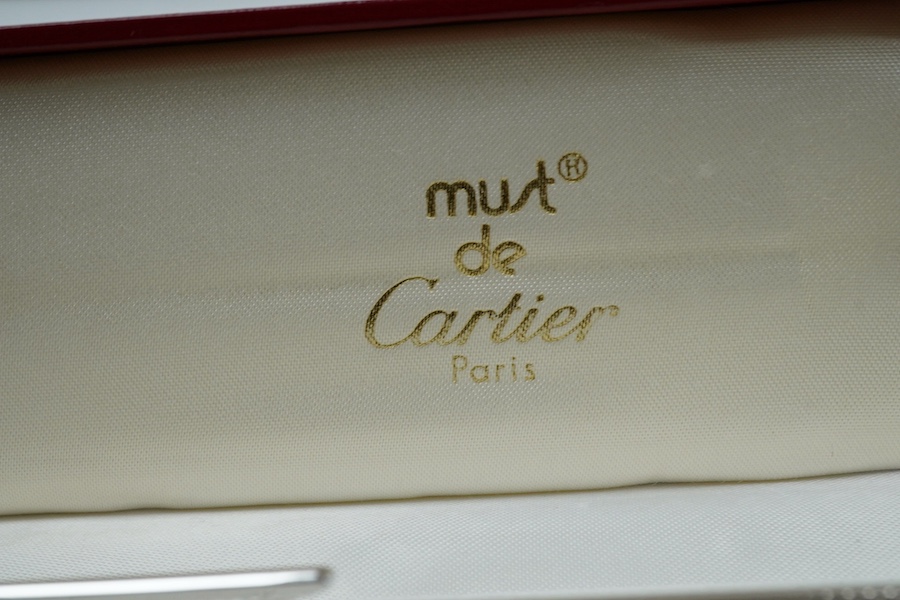 must®
de
Cartier
Paris